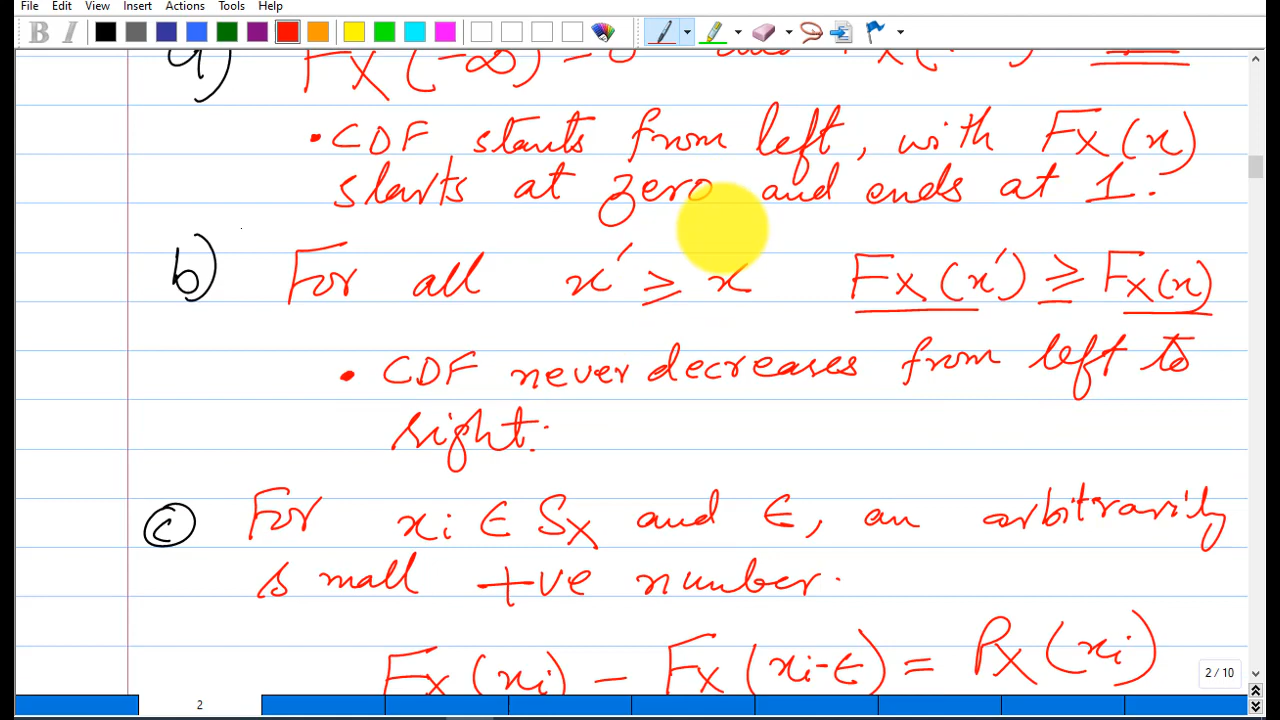 File Edit View Insert Actions Tools Help
B I
a) Fx(-∞) = 0
• CDF starts from left, with Fx(x)
starts at zero and ends at 1.
b) For all x' ≥ x Fx(x') ≥ Fx(x)
• CDF never decreases from left to
right.
c) For xi ∈ Sx and ∈, an arbitrarily
small +ve number.
Fx(xi) - Fx(xi-∈) = Px(xi)
2 / 10
2